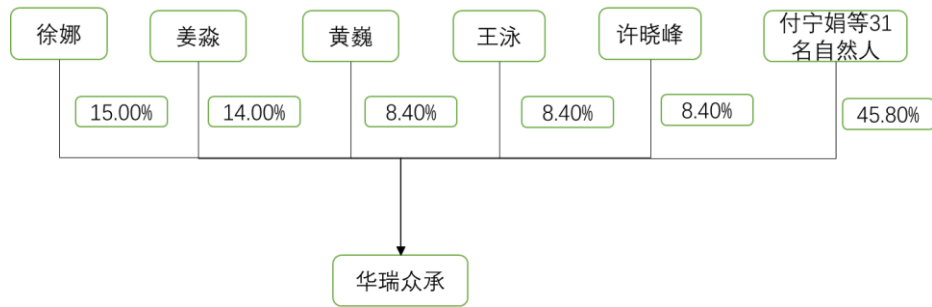 徐娜
姜淼
黄巍
王泳
许晓峰
付宁娟等31
名自然人
15.00%
14.00%
8.40%
8.40%
8.40%
45.80%
华瑞众承